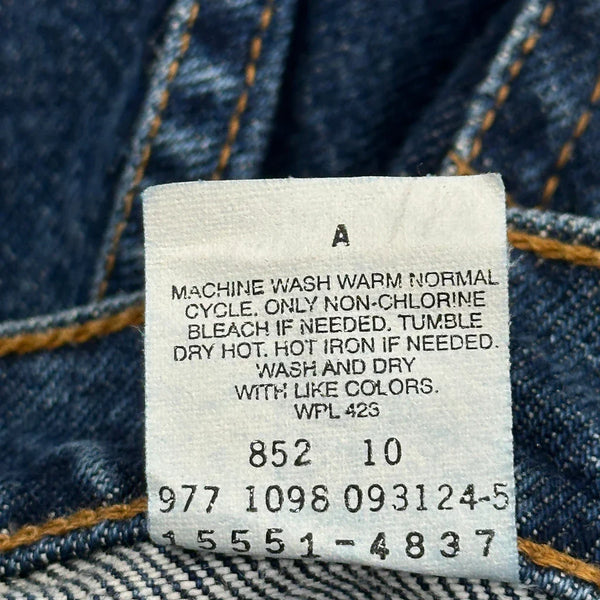 A
MACHINE WASH WARM NORMAL
CYCLE. ONLY NON-CHLORINE
BLEACH IF NEEDED. TUMBLE
DRY HOT. HOT IRON IF NEEDED.
WASH AND DRY
WITH LIKE COLORS.
WPL 423
852 10
977 1098 093124-5
15551-4837